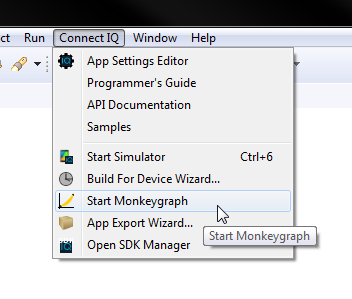 ct Run Connect IQ Window Help
App Settings Editor
Programmer's Guide
API Documentation
Samples
Start Simulator Ctrl+6
Build For Device Wizard...
Start Monkeygraph
App Export Wizard...
Start Monkeygraph
Open SDK Manager